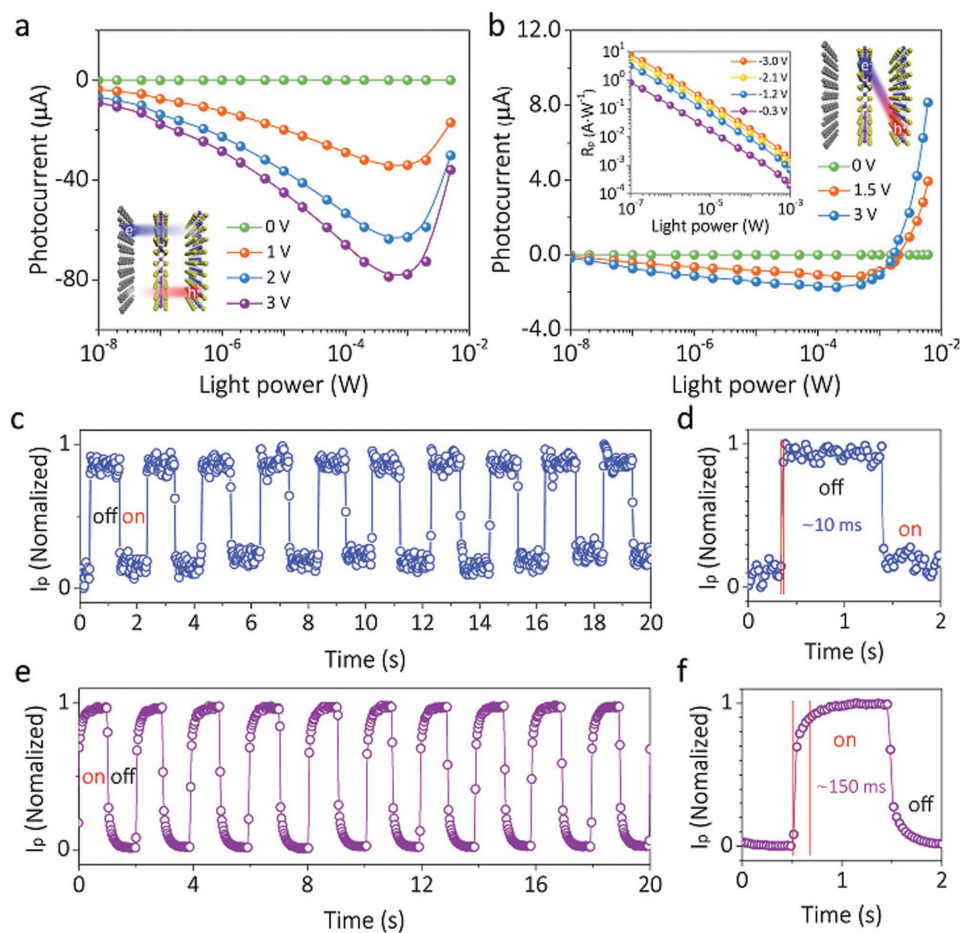 a
Photocurrent (μA)
0
-40
-80
e⁻
h⁺
0 V
1 V
2 V
3 V
10⁻⁸ 10⁻⁶ 10⁻⁴ 10⁻²
Light power (W)
b
Photocurrent (μA)
12.0
8.0
4.0
0.0
-4.0
Rₚ (A·W⁻¹)
10¹
10⁰
10⁻¹
10⁻²
10⁻³
10⁻⁴
-3.0 V
-2.1 V
-1.2 V
-0.3 V
10⁻⁷ 10⁻⁵ 10⁻³
Light power (W)
e⁻
h⁺
0 V
1.5 V
3 V
10⁻⁸ 10⁻⁶ 10⁻⁴ 10⁻²
Light power (W)
c
Iₚ (Normalized)
1
0
off on
0 2 4 6 8 10 12 14 16 18 20
Time (s)
d
Iₚ (Normalized)
1
0
off
~10 ms
on
0 1 2
Time (s)
e
Iₚ (Normalized)
1
0
on off
0 4 8 12 16 20
Time (s)
f
Iₚ (Normalized)
1
0
on
~150 ms
off
0 1 2
Time (s)